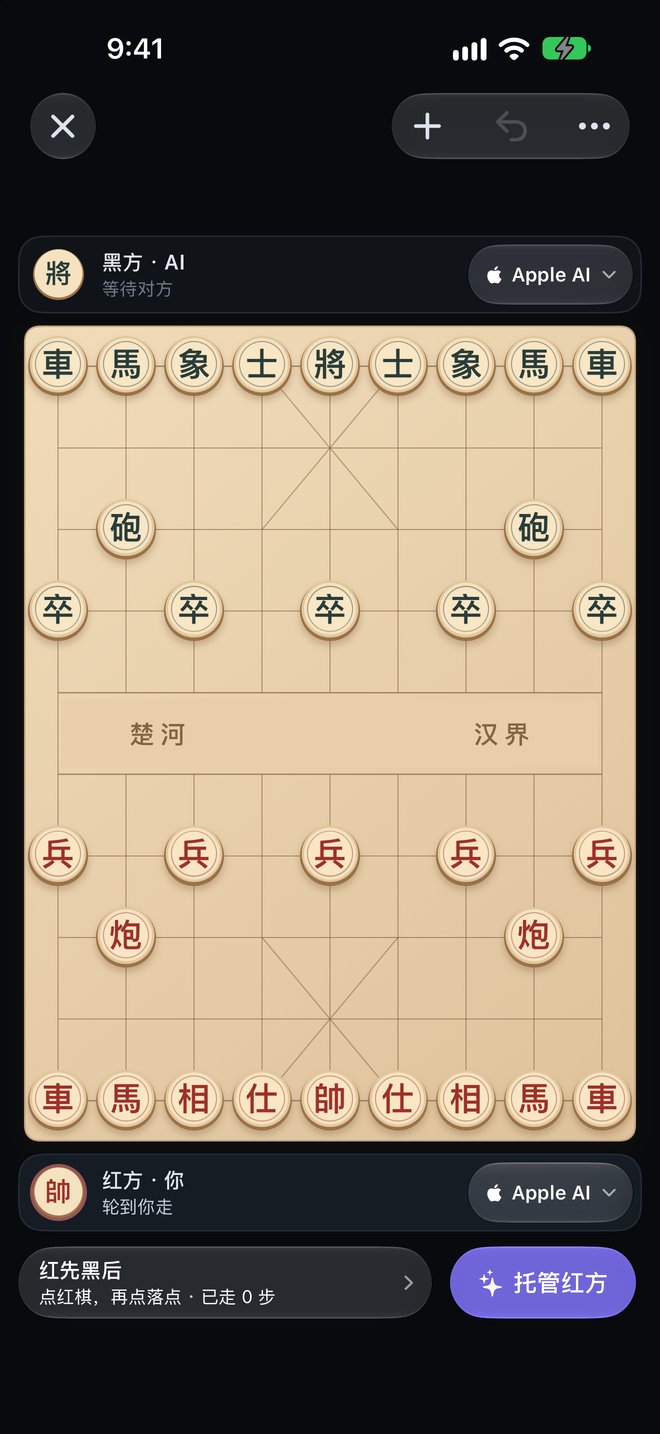 9:41
將
黑方 · AI
等待对方
Apple AI
車 馬 象 士 將 士 象 馬 車
砲 砲
卒 卒 卒 卒 卒
楚河 汉界
兵 兵 兵 兵 兵
炮 炮
車 馬 相 仕 帥 仕 相 馬 車
帥
红方 · 你
轮到你走
Apple AI
红先黑后
点红棋，再点落点 · 已走 0 步
托管红方